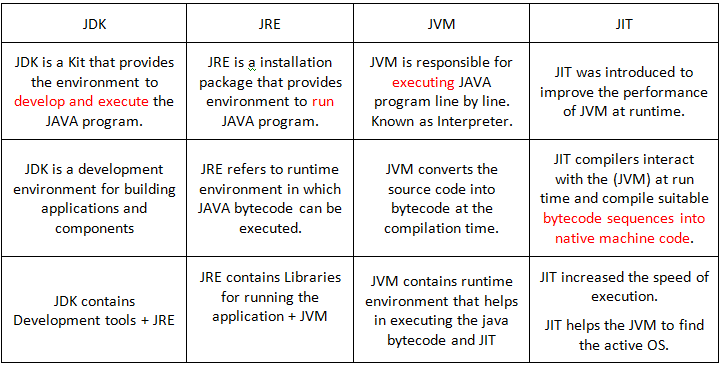 JDK
JRE
JVM
JIT
JDK is a Kit that provides
the environment to
develop and execute the
JAVA program.
JRE is a installation
package that provides
environment to run
JAVA program.
JVM is responsible for
executing JAVA
program line by line.
Known as Interpreter.
JIT was introduced to
improve the performance
of JVM at runtime.
JDK is a development
environment for building
applications and
components
JRE refers to runtime
environment in which
JAVA bytecode can be
executed.
JVM converts the
source code into
bytecode at the
compilation time.
JIT compilers interact
with the (JVM) at run
time and compile suitable
bytecode sequences into
native machine code.
JDK contains
Development tools + JRE
JRE contains Libraries
for running the
application + JVM
JVM contains runtime
environment that helps
in executing the java
bytecode and JIT
JIT increased the speed of
execution.
JIT helps the JVM to find
the active OS.